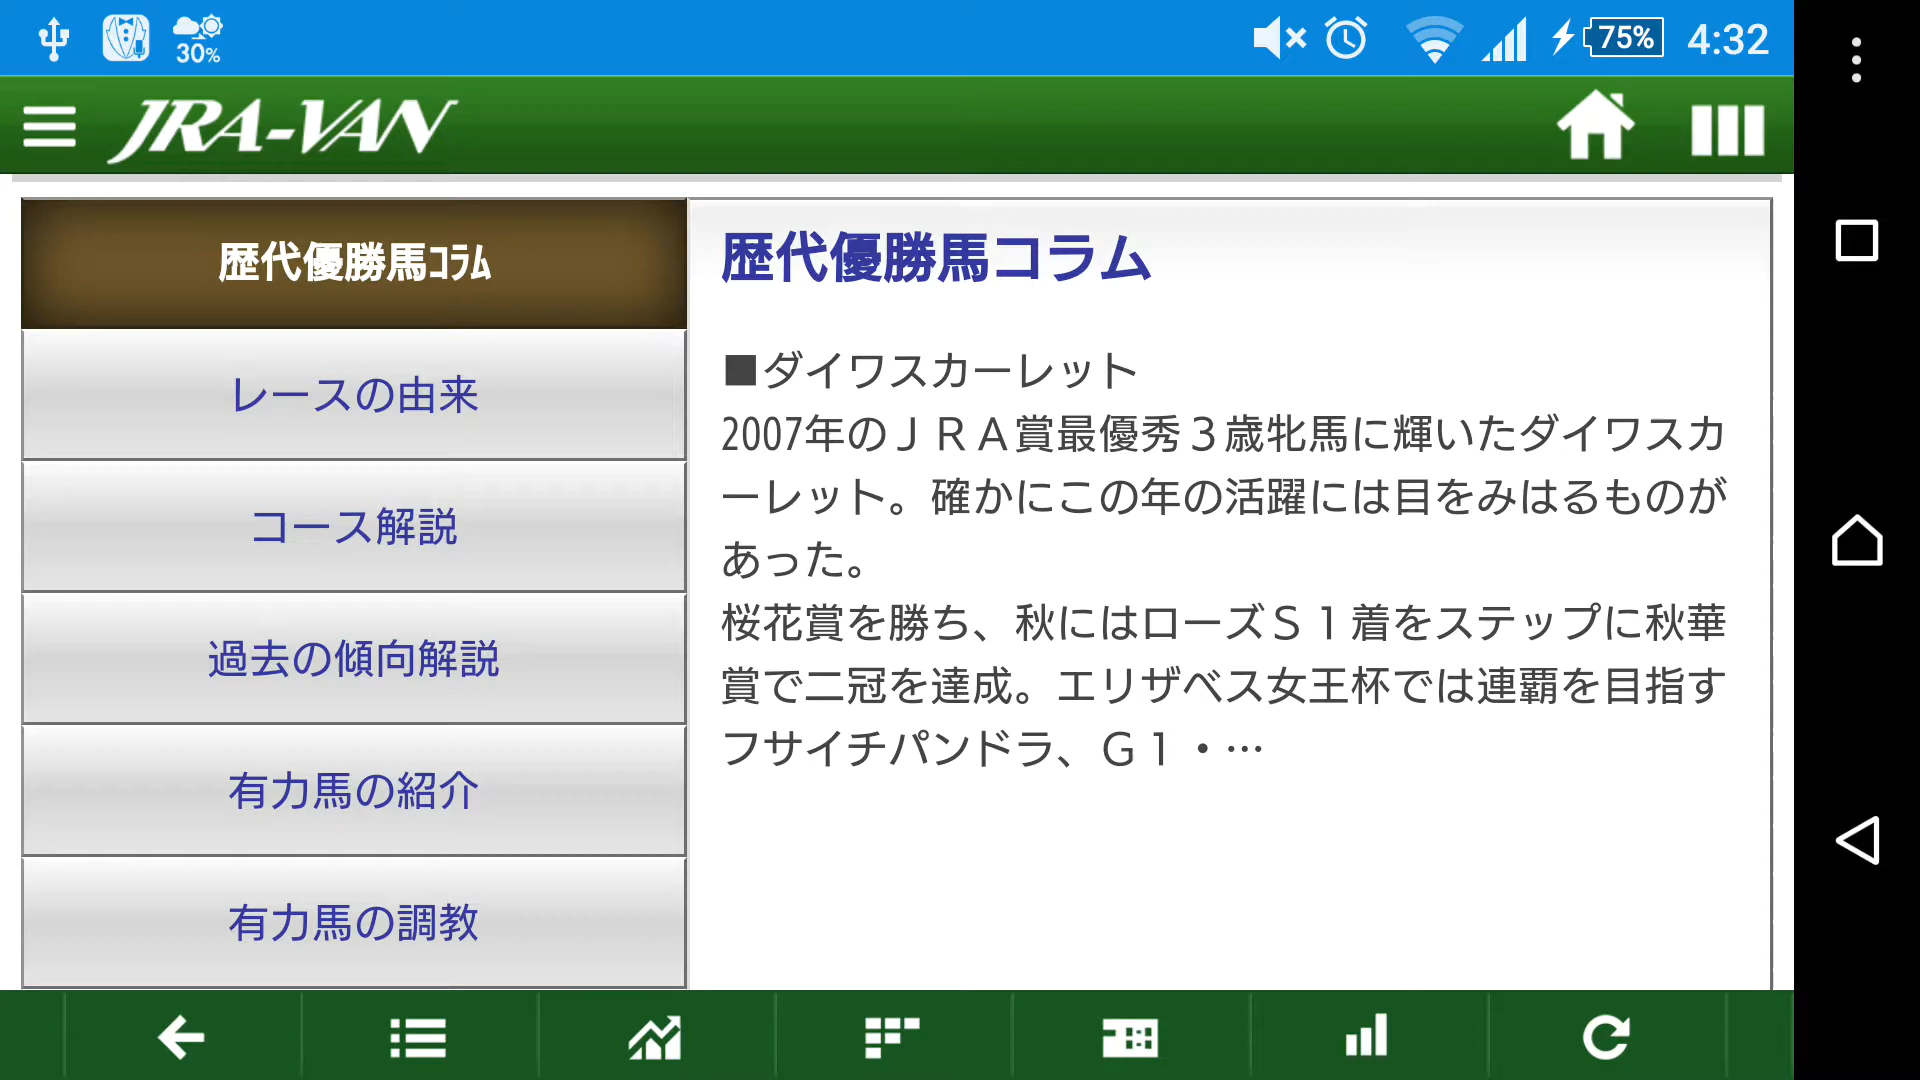 30%
75%
4:32
JRA-VAN
歴代優勝馬ｺﾗﾑ
レースの由来
コース解説
過去の傾向解説
有力馬の紹介
有力馬の調教
歴代優勝馬コラム
■ダイワスカーレット
2007年のＪＲＡ賞最優秀３歳牝馬に輝いたダイワスカ
ーレット。確かにこの年の活躍には目をみはるものが
あった。
桜花賞を勝ち、秋にはローズＳ１着をステップに秋華
賞で二冠を達成。エリザベス女王杯では連覇を目指す
フサイチパンドラ、Ｇ１・…